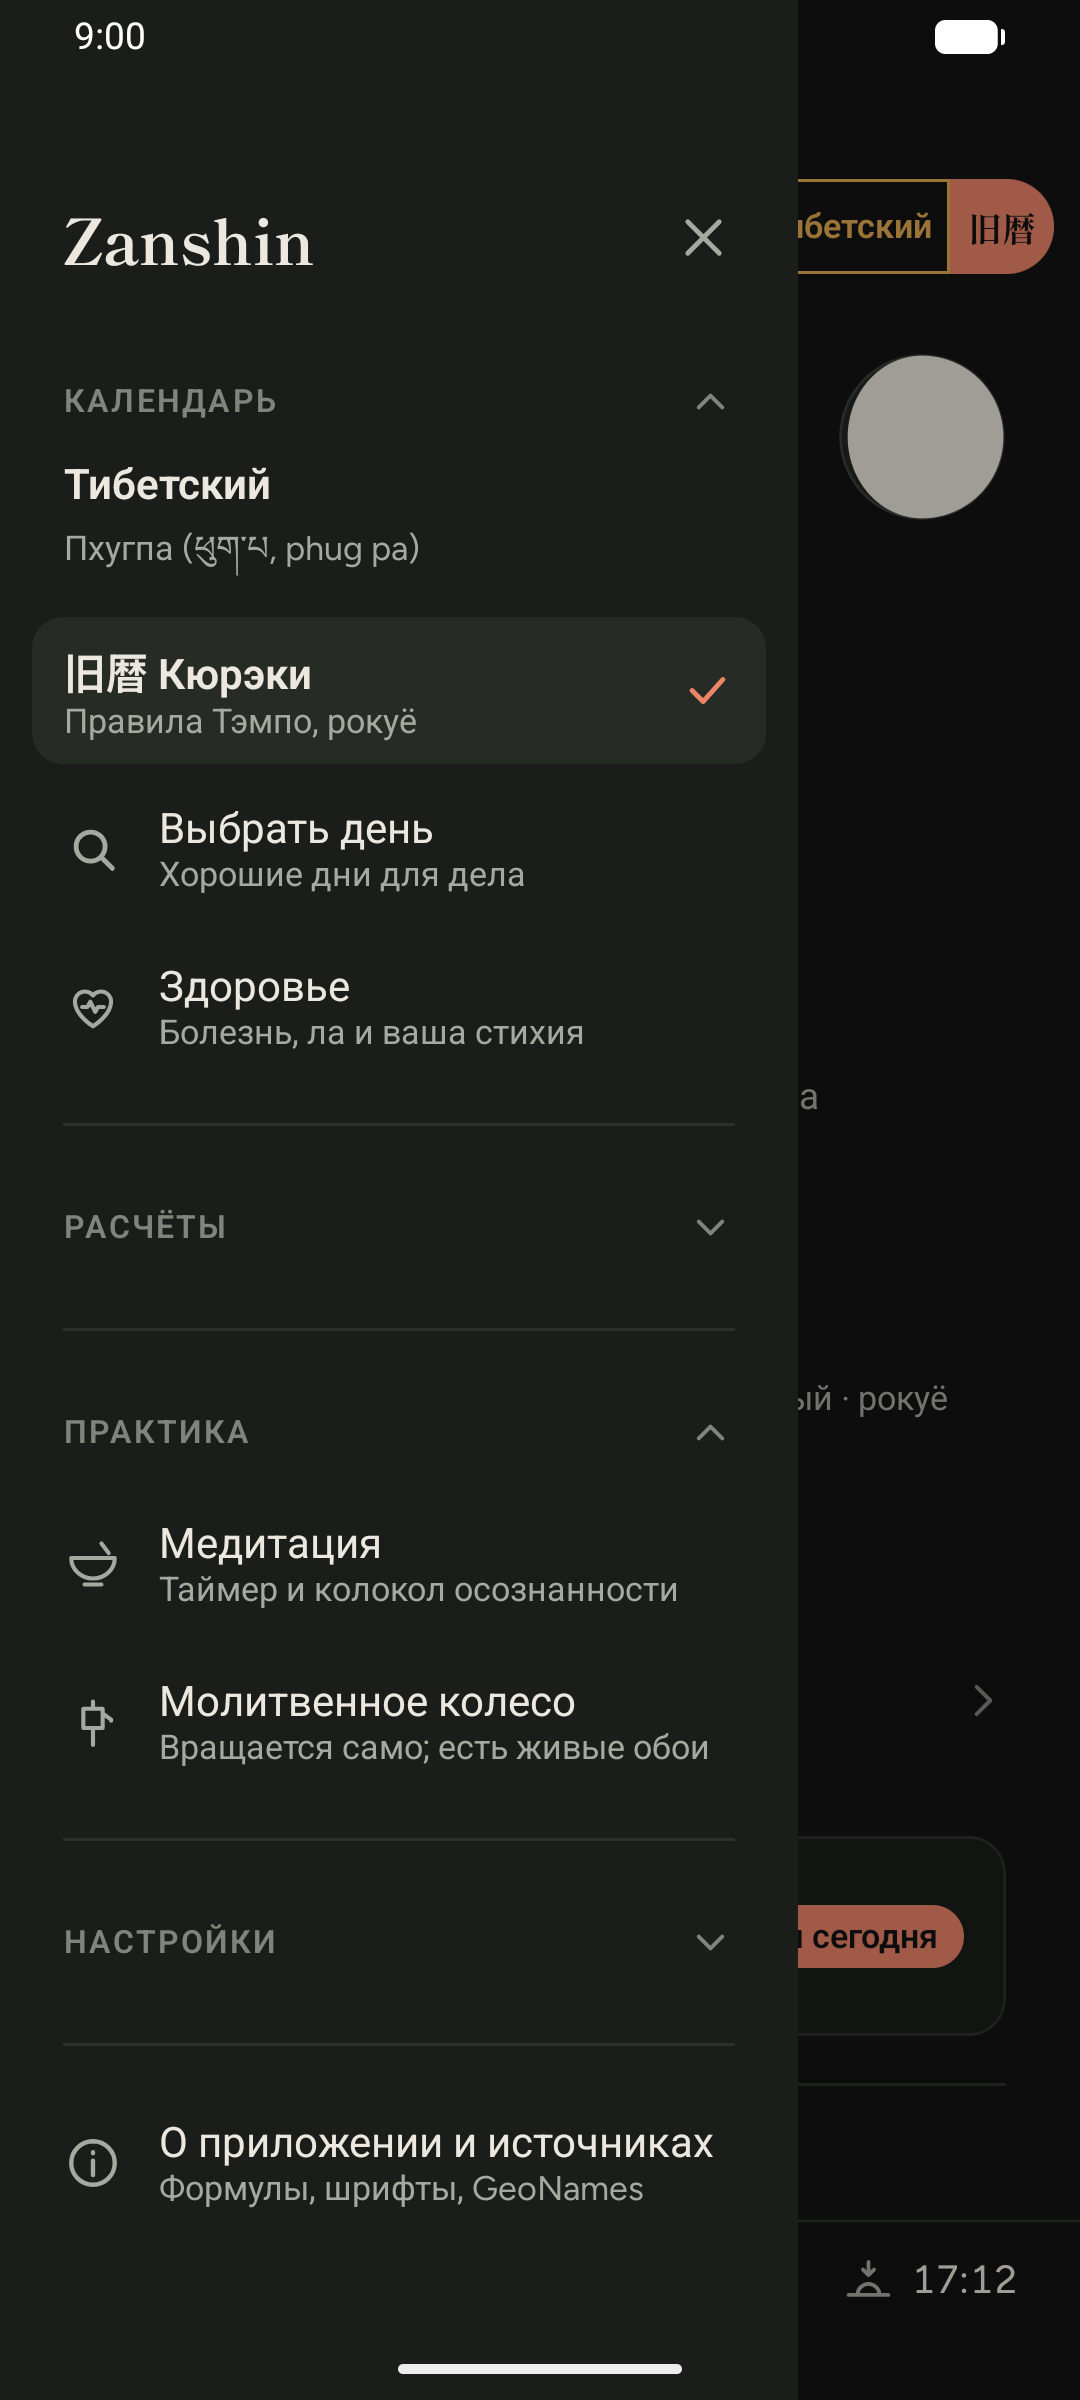 9:00
Zanshin
бетский
旧暦
КАЛЕНДАРЬ
Тибетский
Пхугпа (ཕུག་པ, phug pa)
旧暦 Кюрэки
Правила Тэмпо, рокуё
Выбрать день
Хорошие дни для дела
Здоровье
Болезнь, ла и ваша стихия
а
РАСЧЁТЫ
ый · рокуё
ПРАКТИКА
Медитация
Таймер и колокол осознанности
Молитвенное колесо
Вращается само; есть живые обои
сегодня
НАСТРОЙКИ
О приложении и источниках
Формулы, шрифты, GeoNames
17:12